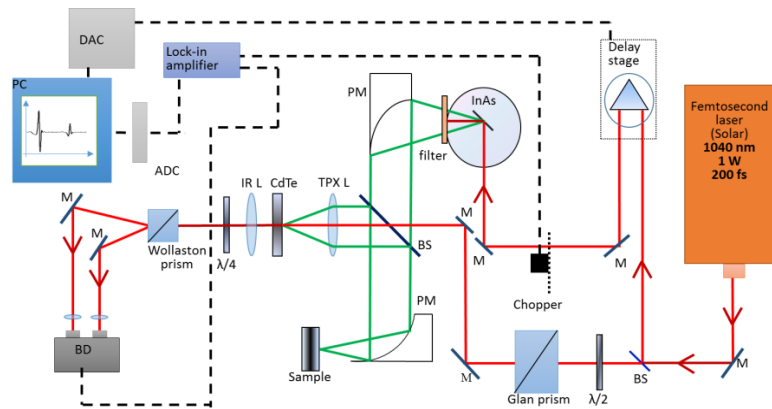 DAC
Lock-in
amplifier
Delay
stage
PC
PM
InAs
Femtosecond
laser
(Solar)
1040 nm
1 W
200 fs
filter
ADC
IR L
CdTe
TPX L
M
M
Wollaston
prism
λ/4
BS
M
M
M
Chopper
PM
BD
Sample
M
Glan prism
λ/2
BS
M